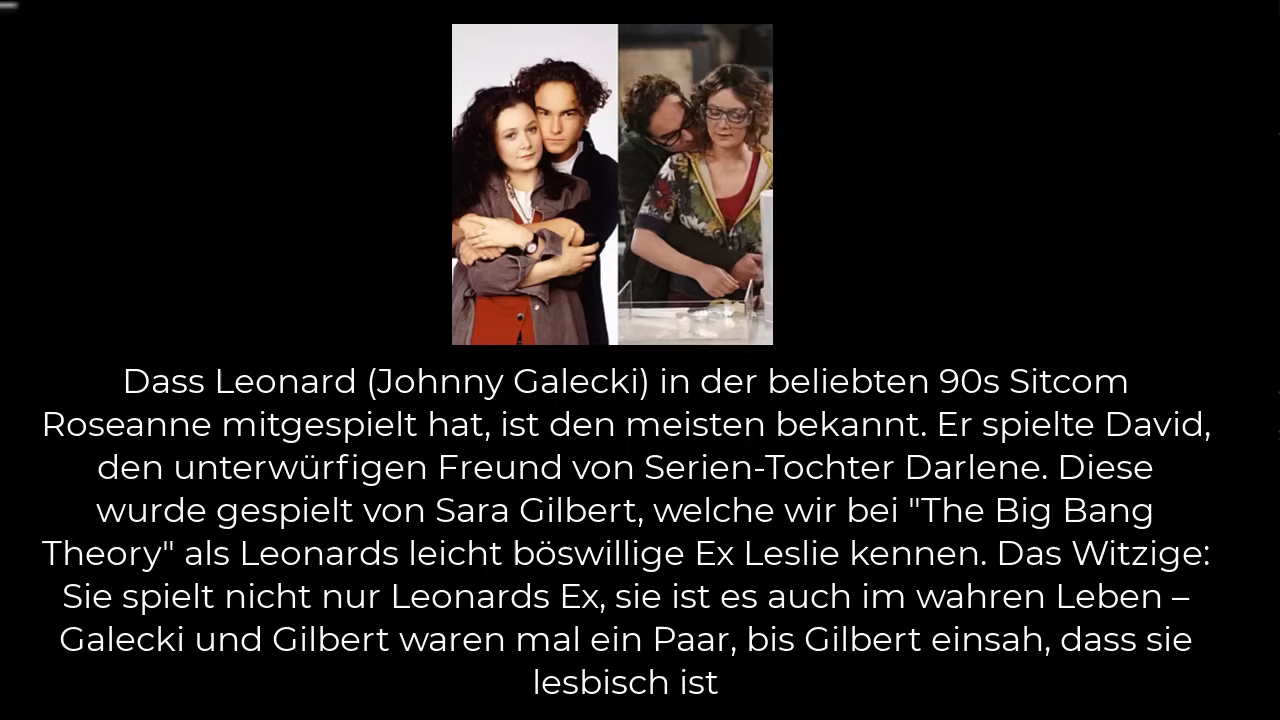 Dass Leonard (Johnny Galecki) in der beliebten 90s Sitcom
Roseanne mitgespielt hat, ist den meisten bekannt. Er spielte David,
den unterwürfigen Freund von Serien-Tochter Darlene. Diese
wurde gespielt von Sara Gilbert, welche wir bei "The Big Bang
Theory" als Leonards leicht böswillige Ex Leslie kennen. Das Witzige:
Sie spielt nicht nur Leonards Ex, sie ist es auch im wahren Leben –
Galecki und Gilbert waren mal ein Paar, bis Gilbert einsah, dass sie
lesbisch ist